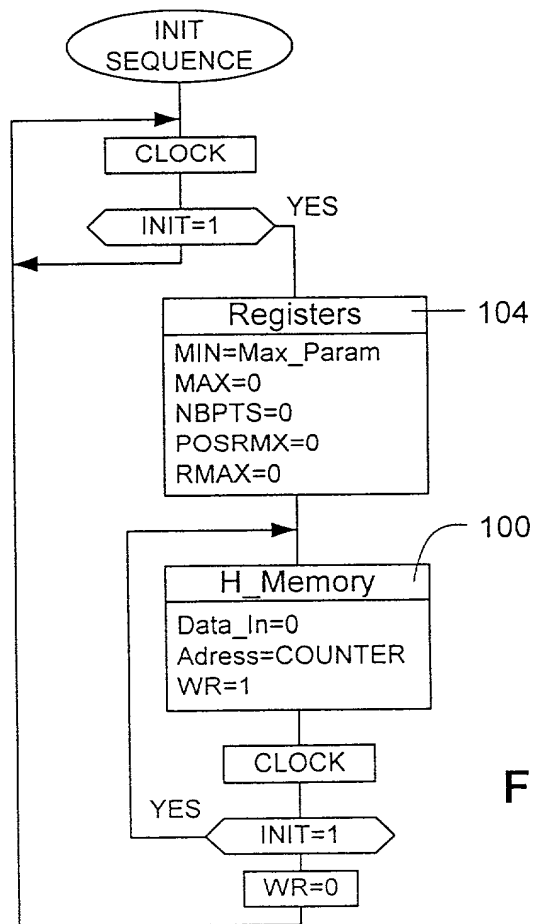 INIT
SEQUENCE
CLOCK
INIT=1
YES
Registers
104
MIN=Max_Param
MAX=0
NBPTS=0
POSRMX=0
RMAX=0
100
H_Memory
Data_In=0
Adress=COUNTER
WR=1
CLOCK
YES
INIT=1
WR=0
F